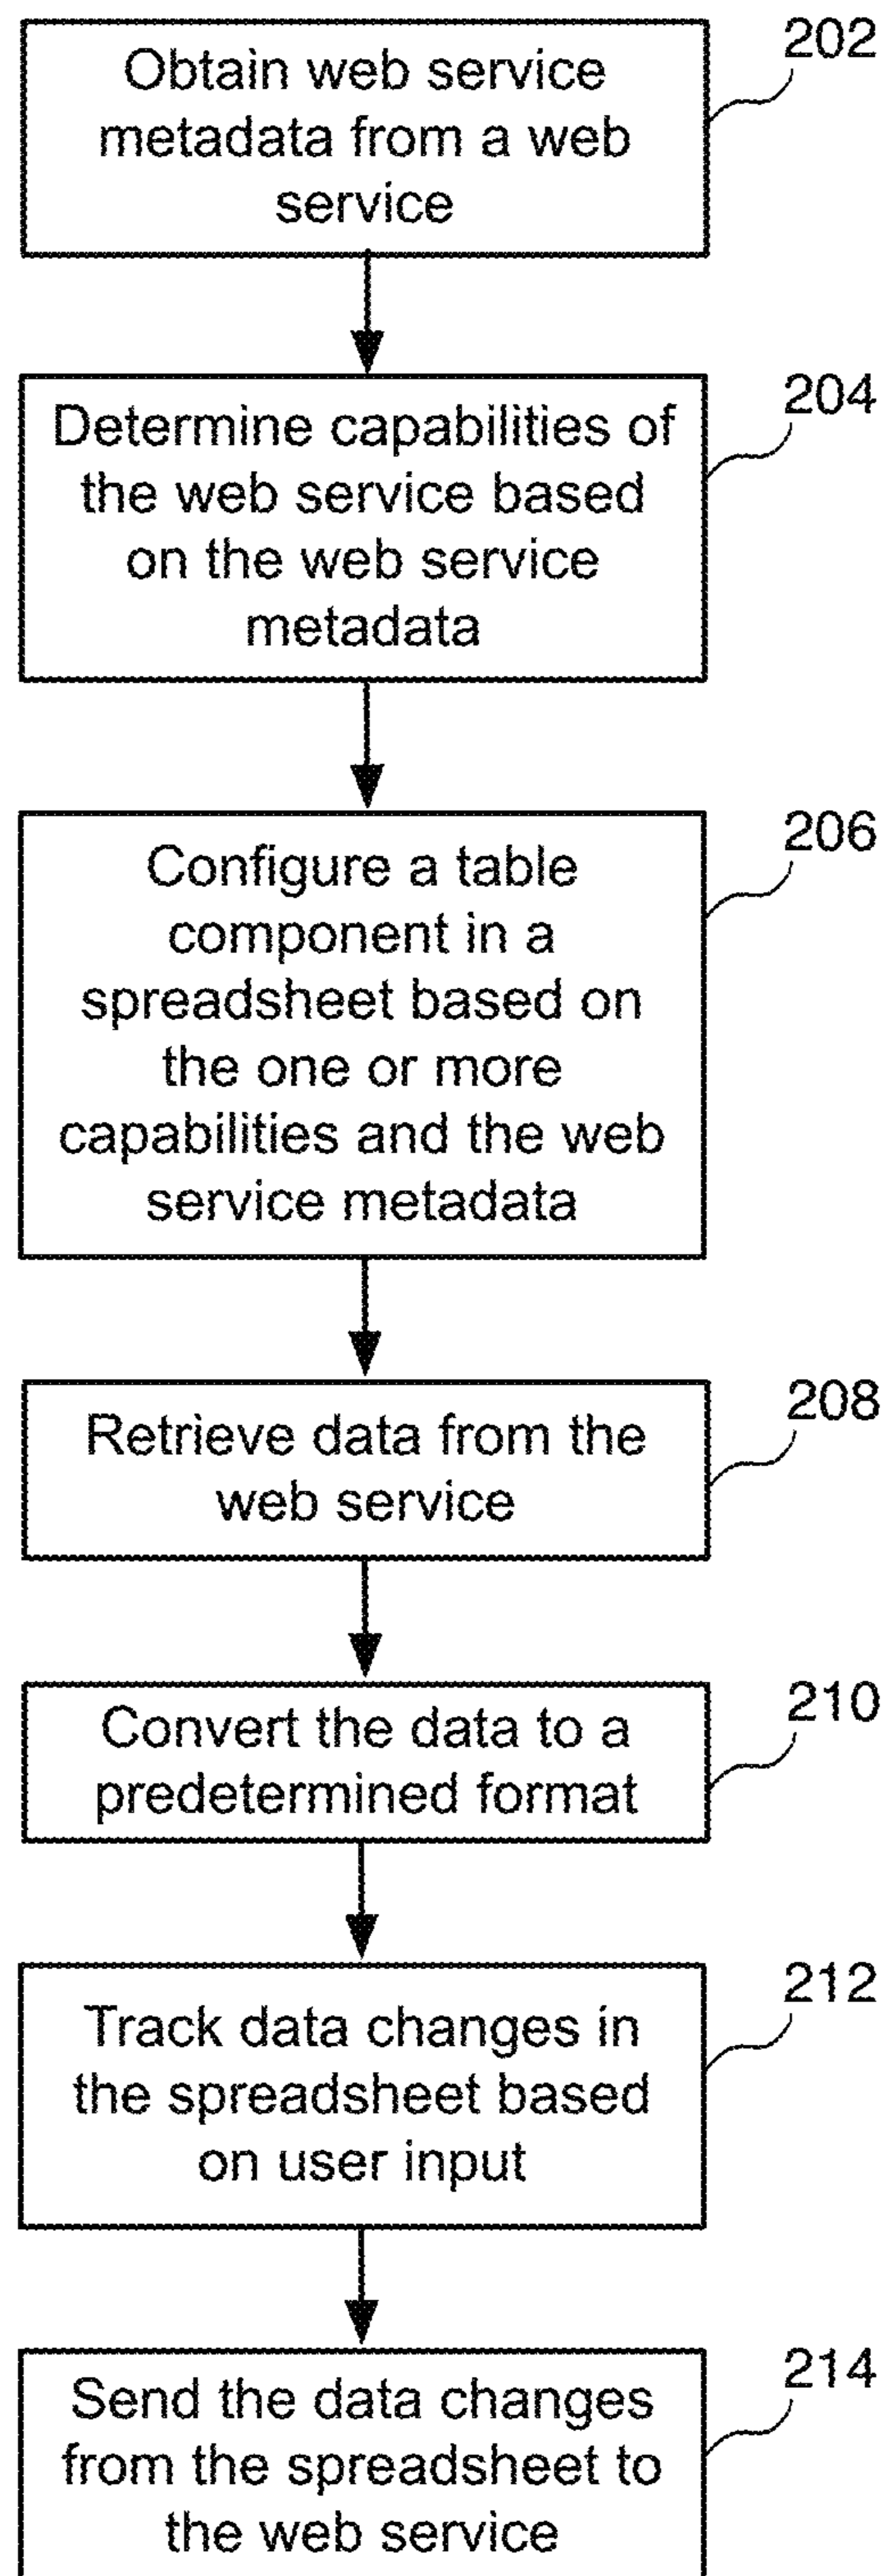 202
Obtain web service
metadata from a web
service
204
Determine capabilities of
the web service based
on the web service
metadata
206
Configure a table
component in a
spreadsheet based on
the one or more
capabilities and the web
service metadata
208
Retrieve data from the
web service
210
Convert the data to a
predetermined format
212
Track data changes in
the spreadsheet based
on user input
214
Send the data changes
from the spreadsheet to
the web service